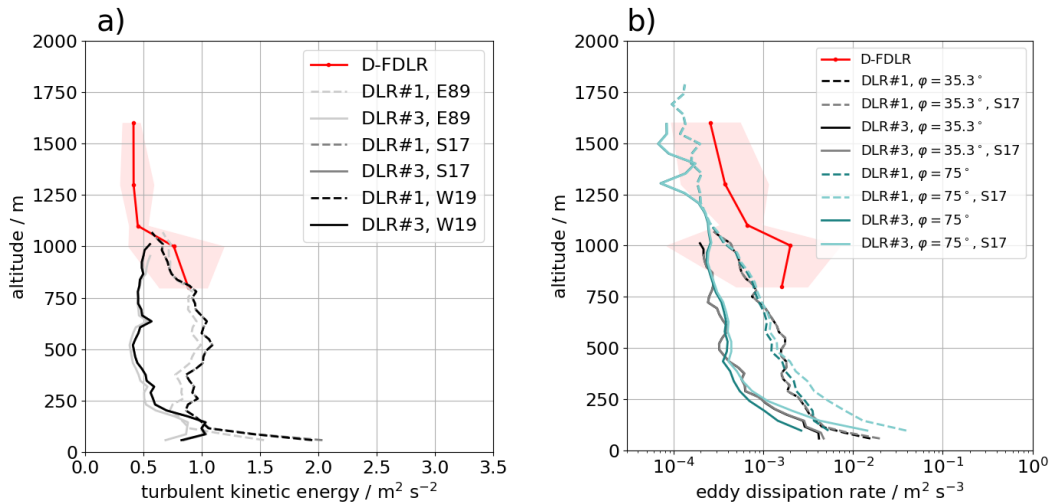 a)
2000
1750
1500
1250
1000
750
500
250
0
altitude / m
0.0 0.5 1.0 1.5 2.0 2.5 3.0 3.5
turbulent kinetic energy / m² s⁻²
D-FDLR
DLR#1, E89
DLR#3, E89
DLR#1, S17
DLR#3, S17
DLR#1, W19
DLR#3, W19
b)
2000
1750
1500
1250
1000
750
500
250
0
altitude / m
10⁻⁴ 10⁻³ 10⁻² 10⁻¹ 10⁰
eddy dissipation rate / m² s⁻³
D-FDLR
DLR#1, φ = 35.3°
DLR#1, φ = 35.3°, S17
DLR#3, φ = 35.3°
DLR#3, φ = 35.3°, S17
DLR#1, φ = 75°
DLR#1, φ = 75°, S17
DLR#3, φ = 75°
DLR#3, φ = 75°, S17